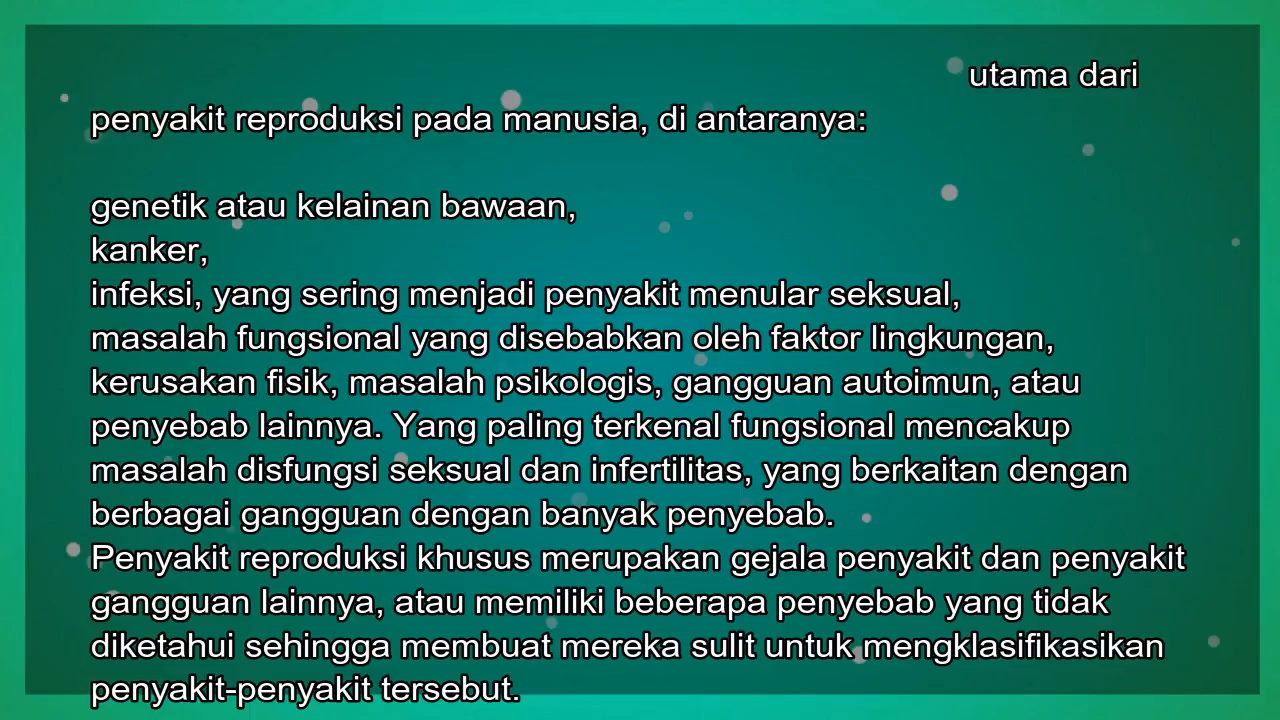 utama dari
penyakit reproduksi pada manusia, di antaranya:
genetik atau kelainan bawaan,
kanker,
infeksi, yang sering menjadi penyakit menular seksual,
masalah fungsional yang disebabkan oleh faktor lingkungan,
kerusakan fisik, masalah psikologis, gangguan autoimun, atau
penyebab lainnya. Yang paling terkenal fungsional mencakup
masalah disfungsi seksual dan infertilitas, yang berkaitan dengan
berbagai gangguan dengan banyak penyebab.
Penyakit reproduksi khusus merupakan gejala penyakit dan penyakit
gangguan lainnya, atau memiliki beberapa penyebab yang tidak
diketahui sehingga membuat mereka sulit untuk mengklasifikasikan
penyakit-penyakit tersebut.